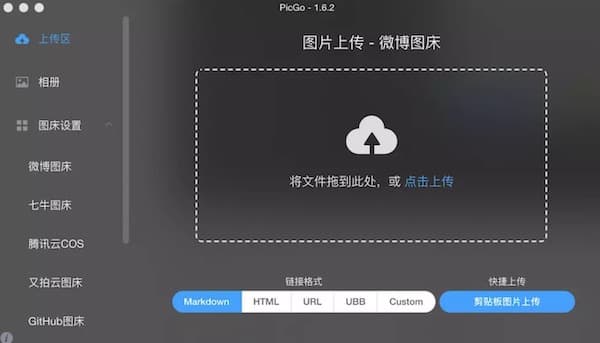 PicGo - 1.6.2
上传区
相册
图床设置
微博图床
七牛图床
腾讯云COS
又拍云图床
GitHub图床
图片上传 - 微博图床
将文件拖到此处，或 点击上传
链接格式
快捷上传
Markdown HTML URL UBB Custom
剪贴板图片上传